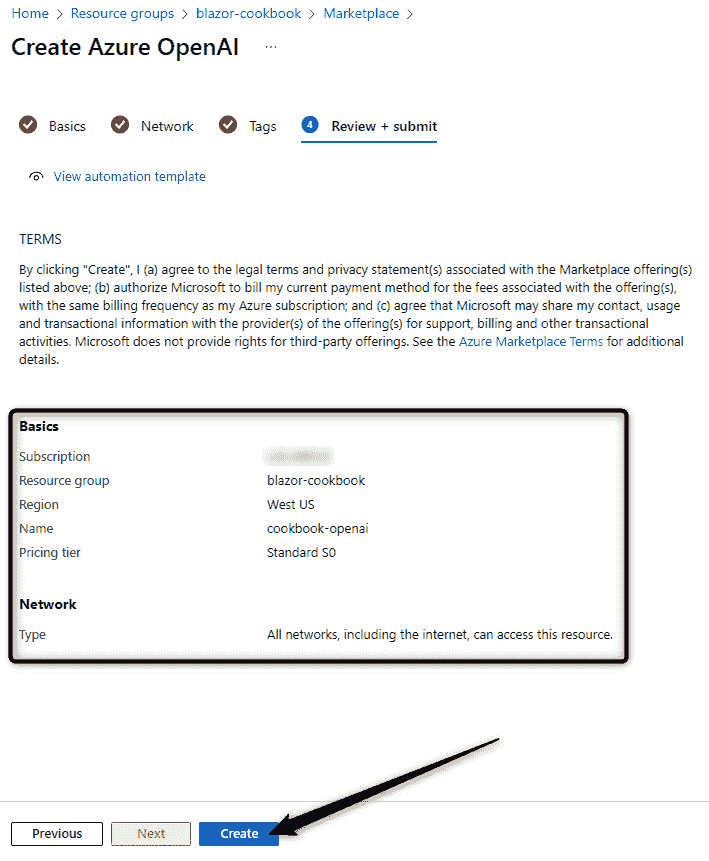 Home > Resource groups > blazor-cookbook > Marketplace >
Create Azure OpenAI ...
Basics Network Tags 4 Review + submit
View automation template
TERMS
By clicking "Create", I (a) agree to the legal terms and privacy statement(s) associated with the Marketplace offering(s)
listed above; (b) authorize Microsoft to bill my current payment method for the fees associated with the offering(s),
with the same billing frequency as my Azure subscription; and (c) agree that Microsoft may share my contact, usage
and transactional information with the provider(s) of the offering(s) for support, billing and other transactional
activities. Microsoft does not provide rights for third-party offerings. See the Azure Marketplace Terms for additional
details.
Basics
Subscription
Resource group blazor-cookbook
Region West US
Name cookbook-openai
Pricing tier Standard S0
Network
Type All networks, including the internet, can access this resource.
Previous Next Create